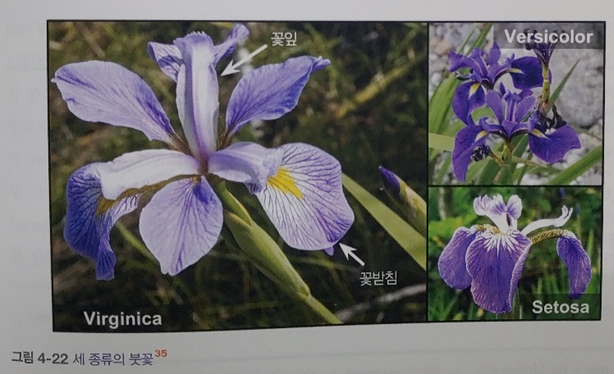 꽃잎
Versicolor
꽃받침
Virginica
Setosa
그림 4-22 세 종류의 붓꽃35